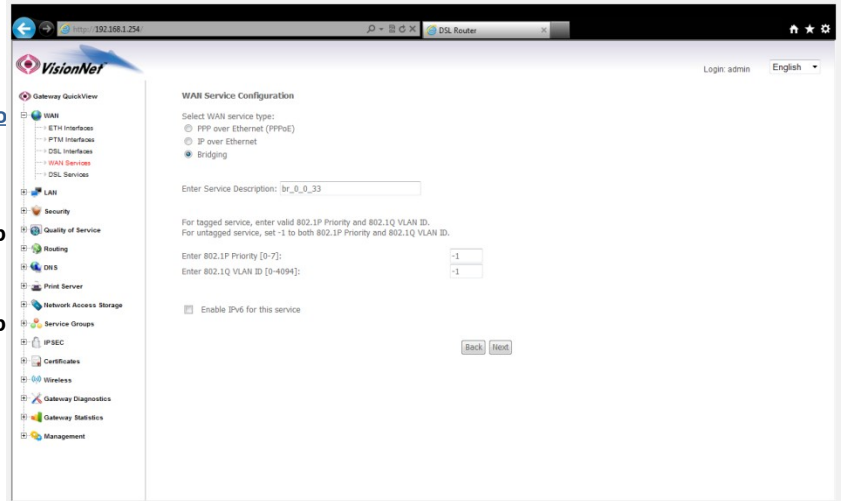 http://192.168.1.254/
DSL Router
VisionNet
Login: admin
English
Gateway QuickView
WAN
ETH Interfaces
PTM Interfaces
DSL Interfaces
WAN Services
DSL Services
LAN
Security
Quality of Service
Routing
DNS
Print Server
Network Access Storage
Service Groups
IPSEC
Certificates
Wireless
Gateway Diagnostics
Gateway Statistics
Management
WAN Service Configuration
Select WAN service type:
PPP over Ethernet (PPPoE)
IP over Ethernet
Bridging
Enter Service Description: br_0_0_33
For tagged service, enter valid 802.1P Priority and 802.1Q VLAN ID.
For untagged service, set -1 to both 802.1P Priority and 802.1Q VLAN ID.
Enter 802.1P Priority [0-7]: -1
Enter 802.1Q VLAN ID [0-4094]: -1
Enable IPv6 for this service
Back Next